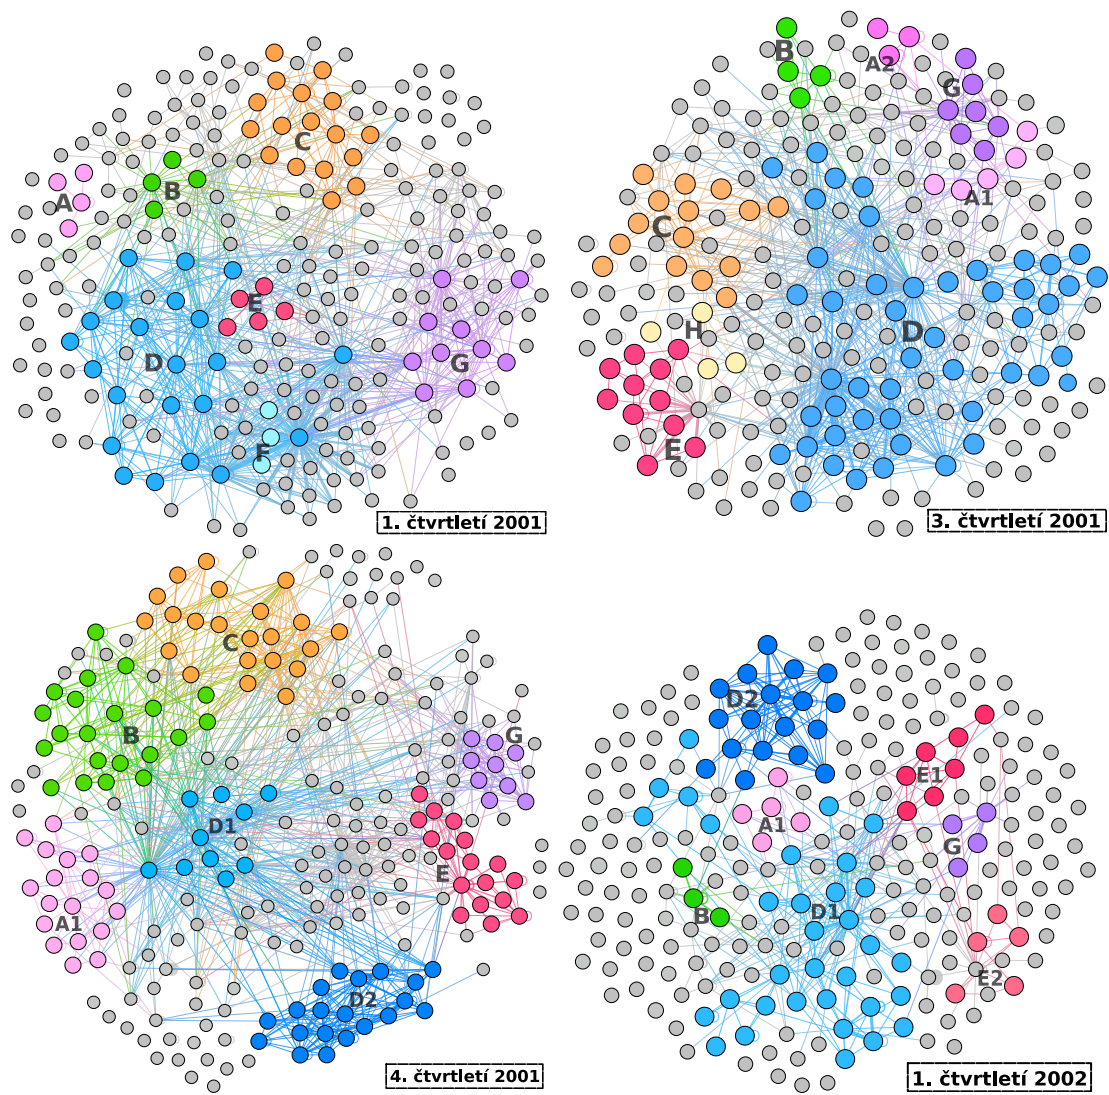 C
A
B
E
D
G
F
1. čtvrtletí 2001
B
A2
G
A1
C
D
H
E
3. čtvrtletí 2001
C
B
G
D1
E
A1
D2
4. čtvrtletí 2001
D2
E1
A1
G
B
D1
E2
1. čtvrtletí 2002